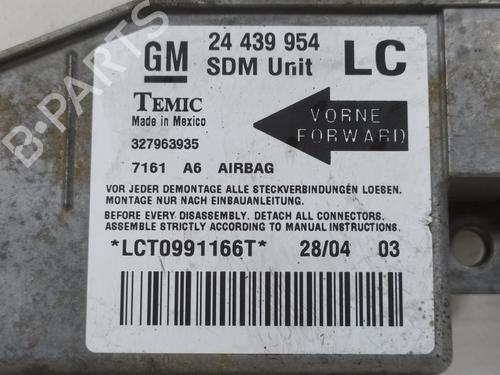 GM 24 439 954 LC
SDM Unit
TEMIC
Made in Mexico
327963935
VORNE
FORWARD
7161 A6 AIRBAG
VOR JEDER DEMONTAGE ALLE STECKVERBINDUNGEN LOESEN.
MONTAGE NUR NACH EINBAUANLEITUNG.
BEFORE EVERY DISASSEMBLY, DETACH ALL CONNECTORS.
ASSEMBLE STRICTLY ACCORDING TO MANUAL INSTRUCTIONS.
*LCT0991166T* 28/04 03
B-PARTS